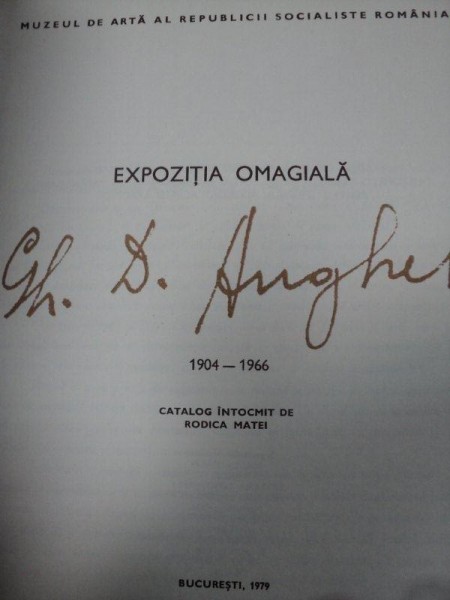 MUZEUL DE ARTĂ AL REPUBLICII SOCIALISTE ROMÂNIA
EXPOZIȚIA OMAGIALĂ
Gh. D. Anghel
1904 — 1966
CATALOG ÎNTOCMIT DE
RODICA MATEI
BUCUREȘTI, 1979